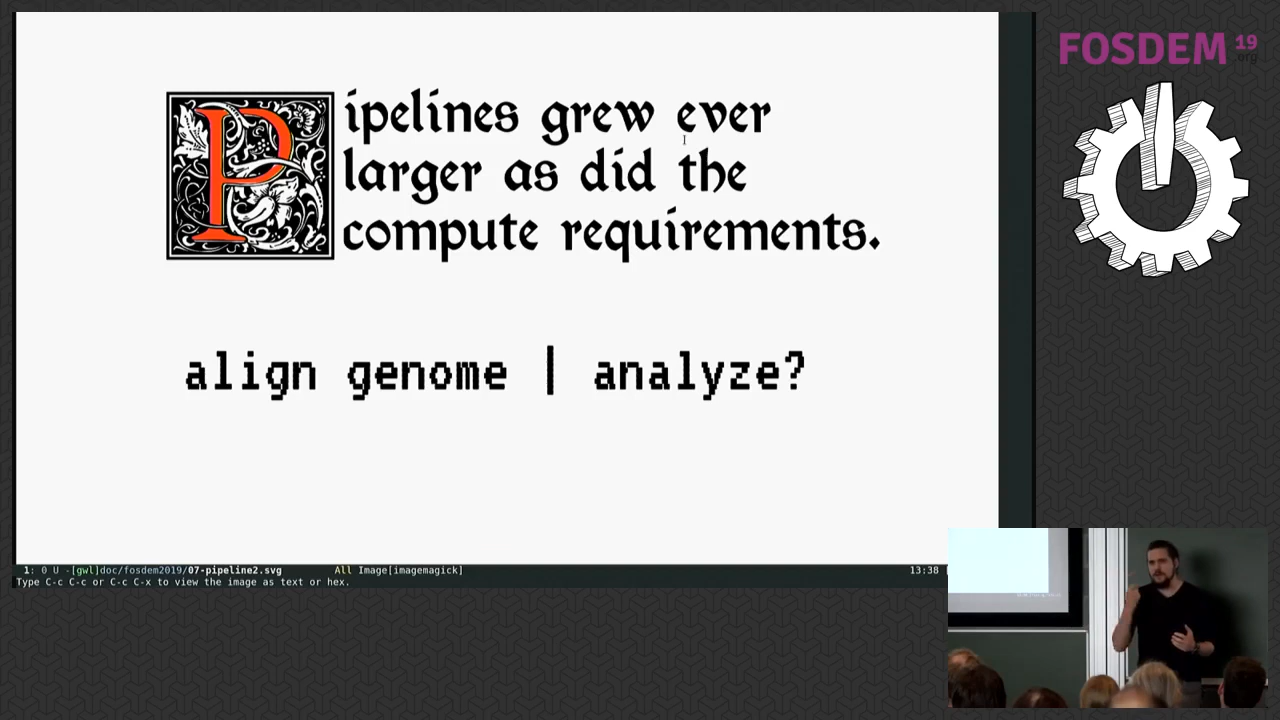 Pipelines grew ever
larger as did the
compute requirements.
align genome | analyze?
1: 0 U -[gwl]doc/fosdem2019/07-pipeline2.svg All Image[imagemagick] 13:38
Type C-c C-c or C-c C-x to view the image as text or hex.
FOSDEM 19
.org